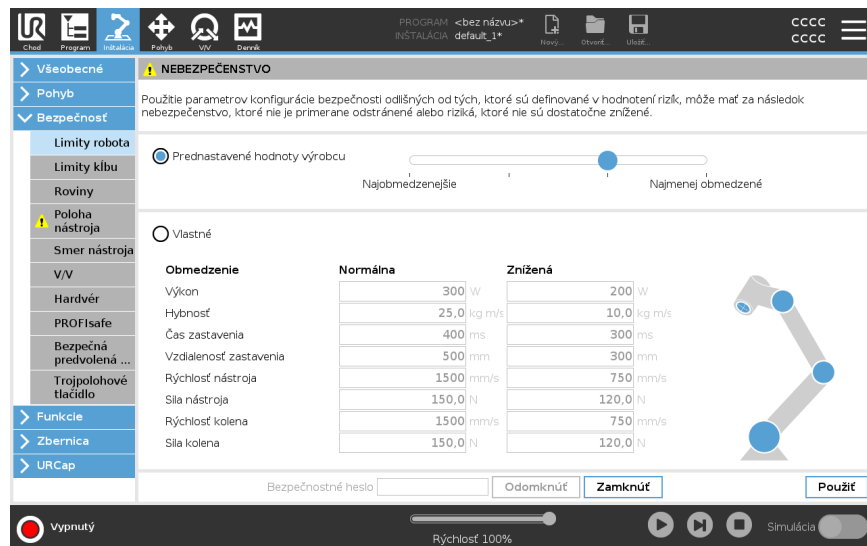 PROGRAM <bez názvu>*
INŠTALÁCIA default_1*
cccc
cccc
Chod Program Inštalácia Pohyb V/V Denník Nový... Otvoriť... Uložiť...
Všeobecné
Pohyb
Bezpečnosť
Limity robota
Limity kĺbu
Roviny
Poloha
nástroja
Smer nástroja
V/V
Hardvér
PROFIsafe
Bezpečná
predvolená ...
Trojpolohové
tlačidlo
Funkcie
Zbernica
URCap
NEBEZPEČENSTVO
Použitie parametrov konfigurácie bezpečnosti odlišných od tých, ktoré sú definované v hodnotení rizík, môže mať za následok
nebezpečenstvo, ktoré nie je primerane odstránené alebo riziká, ktoré nie sú dostatočne znížené.
Prednastavené hodnoty výrobcu
Najobmedzenejšie Najmenej obmedzené
Vlastné
Obmedzenie Normálna Znížená
Výkon 300 W 200 W
Hybnosť 25,0 kg m/s 10,0 kg m/s
Čas zastavenia 400 ms 300 ms
Vzdialenosť zastavenia 500 mm 300 mm
Rýchlosť nástroja 1500 mm/s 750 mm/s
Sila nástroja 150,0 N 120,0 N
Rýchlosť kolena 1500 mm/s 750 mm/s
Sila kolena 150,0 N 120,0 N
Bezpečnostné heslo Odomknúť Zamknúť Použiť
Vypnutý
Rýchlosť 100%
Simulácia